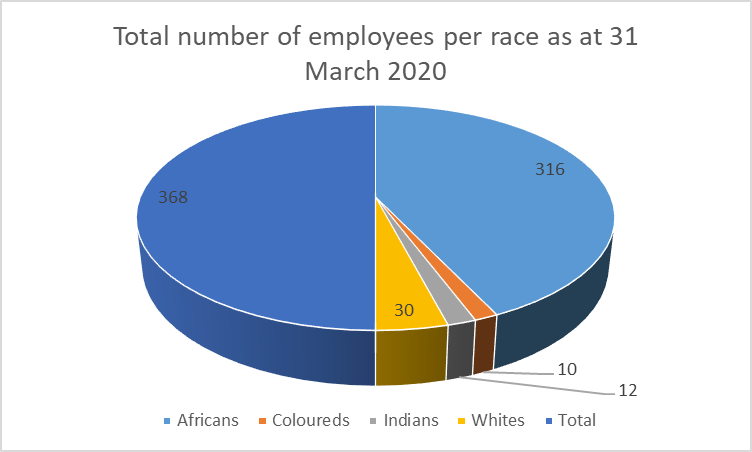 Total number of employees per race as at 31
March 2020
316
368
30
10
12
Africans Coloureds Indians Whites Total